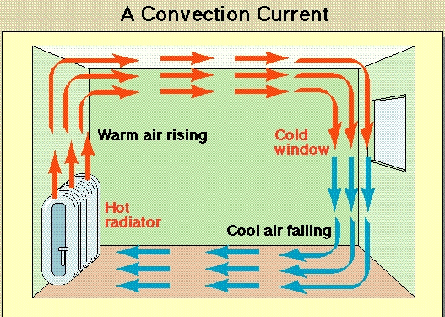 A Convection Current
Warm air rising
Cold
window
Hot
radiator
Cool air falling